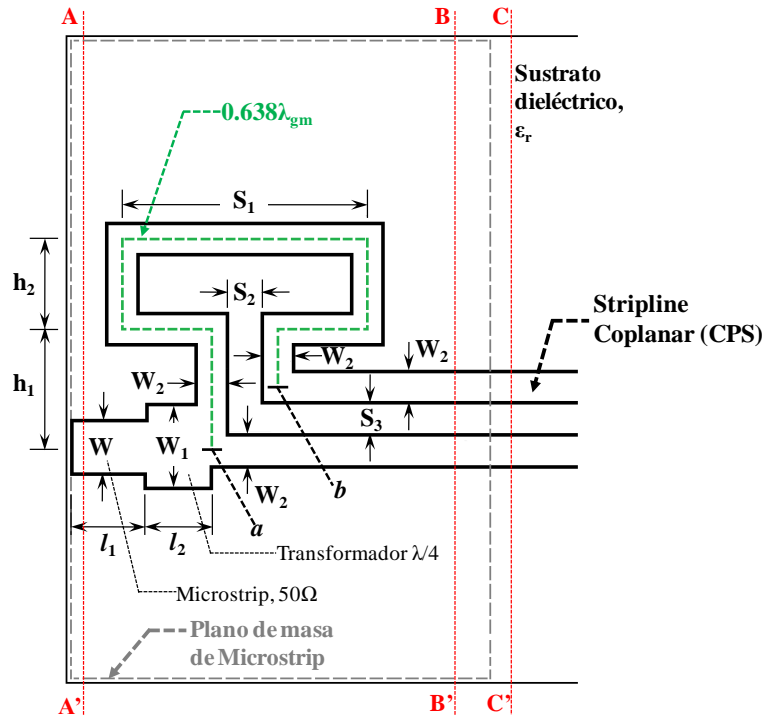 A
B
C
Sustrato
dieléctrico,
εr
0.638λgm
S1
h2
S2
Stripline
Coplanar (CPS)
W2
W2
h1
W2
S3
W
W1
W2
b
a
l1
l2
Transformador λ/4
Microstrip, 50Ω
Plano de masa
de Microstrip
A'
B'
C'